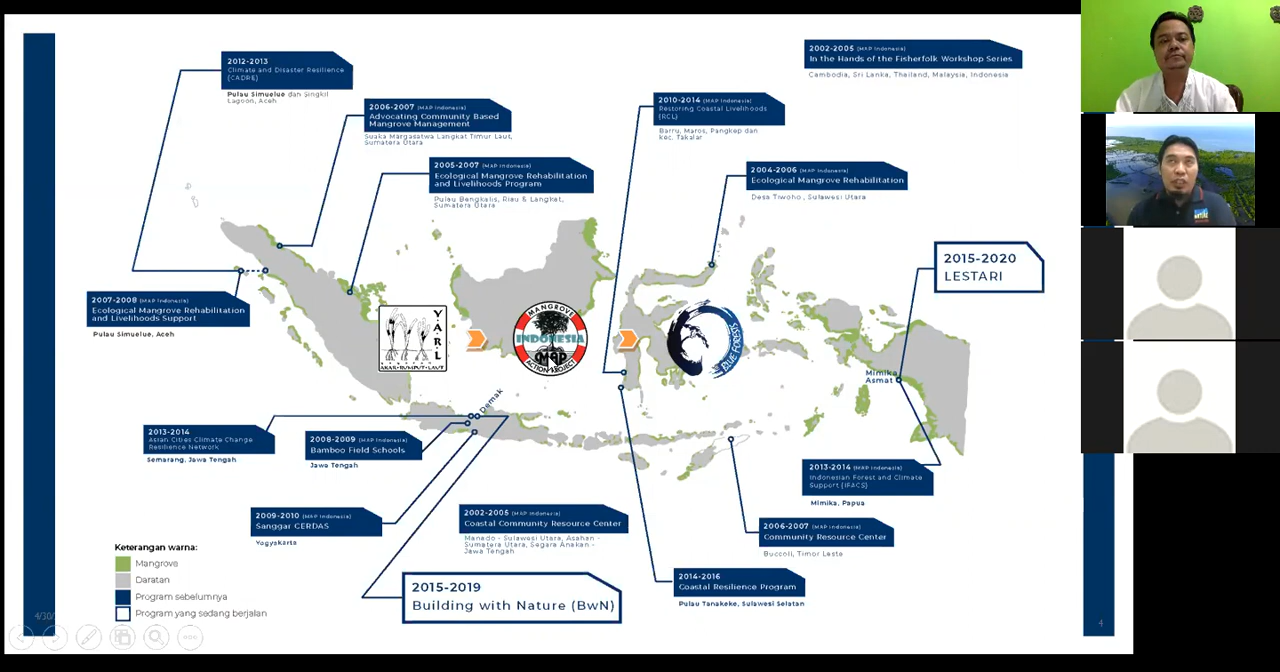 2012-2013
Climate and Disaster Resilience
(CADRE)
Pulau Simuelue dan Singkil
Lagoon, Aceh
2006-2007 (MAP Indonesia)
Advocating Community Based
Mangrove Management
Suaka Margasatwa Langkat Timur Laut,
Sumatera Utara
2005-2007 (MAP Indonesia)
Ecological Mangrove Rehabilitation
and Livelihoods Program
Pulau Bengkalis, Riau & Langkat,
Sumatera Utara
2010-2014 (MAP Indonesia)
Restoring Coastal Livelihoods
(RCL)
Barru, Maros, Pangkep dan
kec. Takalar
2002-2005 (MAP Indonesia)
In the Hands of the Fisherfolk Workshop Series
Cambodia, Sri Lanka, Thailand, Malaysia, Indonesia
2004-2006 (MAP Indonesia)
Ecological Mangrove Rehabilitation
Desa Tiwoho , Sulawesi Utara
2015-2020
LESTARI
2007-2008 (MAP Indonesia)
Ecological Mangrove Rehabilitation
and Livelihoods Support
Pulau Simuelue, Aceh
YARL
AKAR RUMPUT LAUT
MANGROVE
INDONESIA
MAP
ACTION PROJECT
BLUE FORESTS
Mimika
Asmat
Demak
2013-2014
Asian Cities Climate Change
Resilience Network
Semarang, Jawa Tengah
2008-2009 (MAP Indonesia)
Bamboo Field Schools
Jawa Tengah
2013-2014 (MAP Indonesia)
Indonesian Forest and Climate
Support (IFACS)
Mimika, Papua
2009-2010 (MAP Indonesia)
Sanggar CERDAS
Yogyakarta
2002-2005 (MAP Indonesia)
Coastal Community Resource Center
Manado - Sulawesi Utara, Asahan -
Sumatera Utara, Segara Anakan -
Jawa Tengah
2006-2007 (MAP Indonesia)
Community Resource Center
Buccoli, Timor Leste
2015-2019
Building with Nature (BwN)
2014-2016
Coastal Resilience Program
Pulau Tanakeke, Sulawesi Selatan
Keterangan warna:
Mangrove
Daratan
Program sebelumnya
Program yang sedang berjalan
4/30/
4